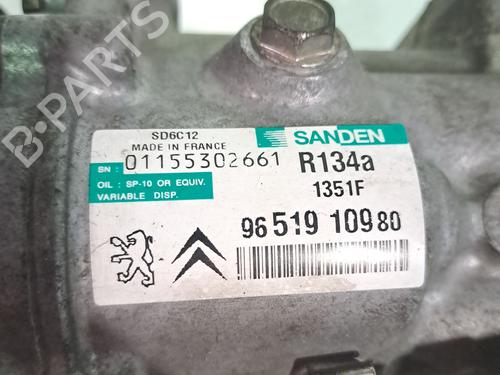 B-PARTS
SD6C12
MADE IN FRANCE
SANDEN
SN : 01155302661
R134a
OIL : SP-10 OR EQUIV.
VARIABLE DISP.
1351F
96 519 109 80